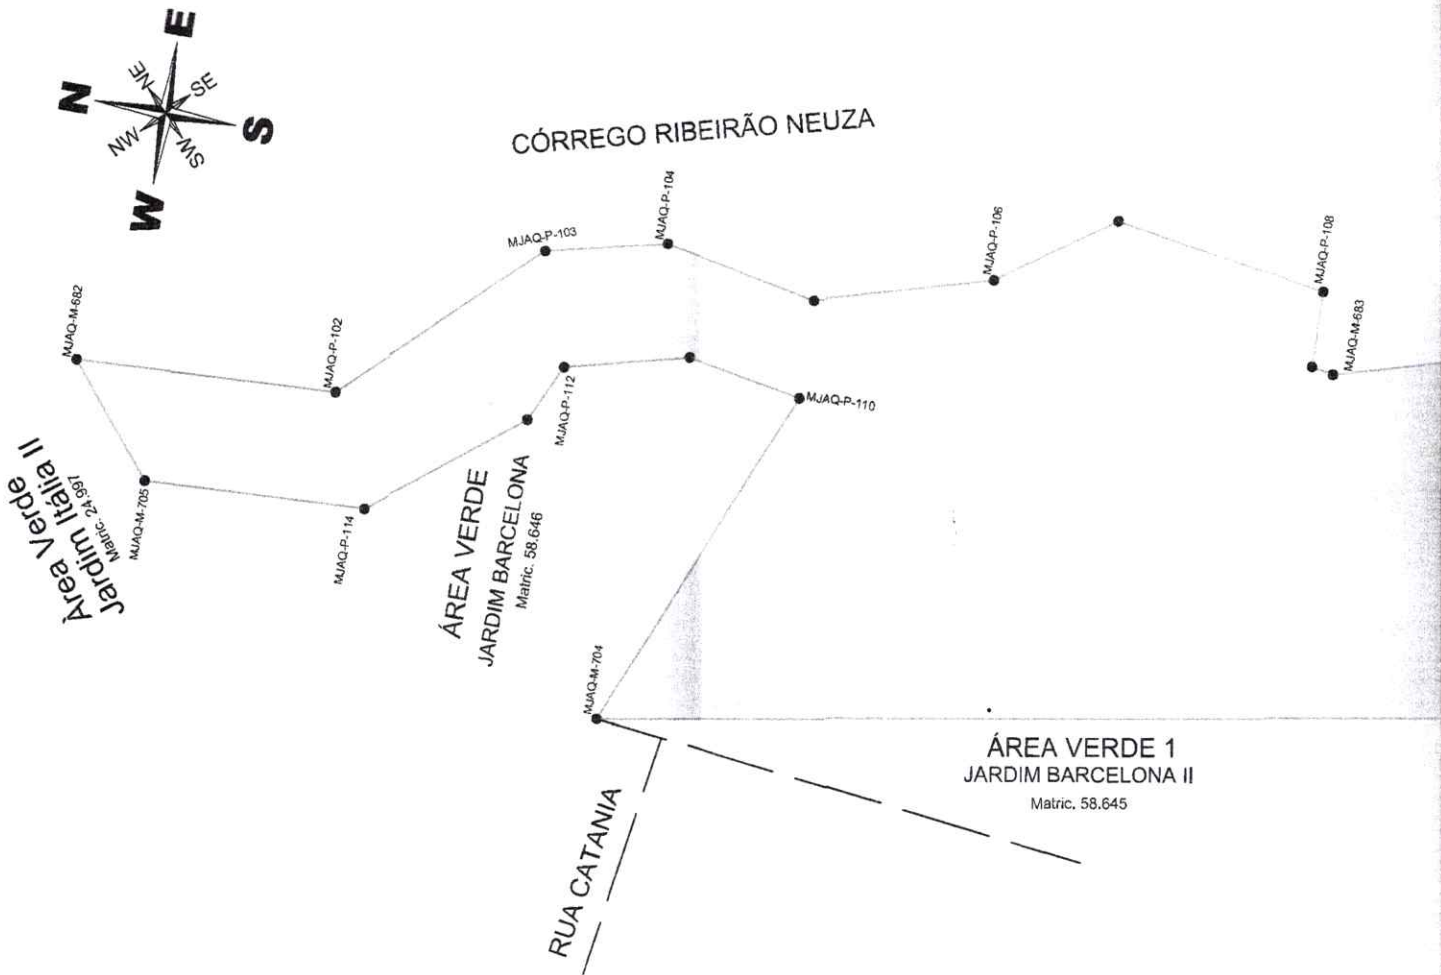 E
NE
SE
N
S
NW
SW
W
CÓRREGO RIBEIRÃO NEUZA
MJAQ-P-103
MJAQ-P-104
MJAQ-P-106
MJAQ-P-108
MJAQ-M-683
MJAQ-M-682
MJAQ-P-102
MJAQ-P-112
MJAQ-P-110
Àrea Verde
Jardim Itália II
Matric. 24.997
MJAQ-M-705
MJAQ-P-114
ÁREA VERDE
JARDIM BARCELONA
Matric. 58.646
MJAQ-M-704
ÁREA VERDE 1
JARDIM BARCELONA II
Matric. 58.645
RUA CATANIA